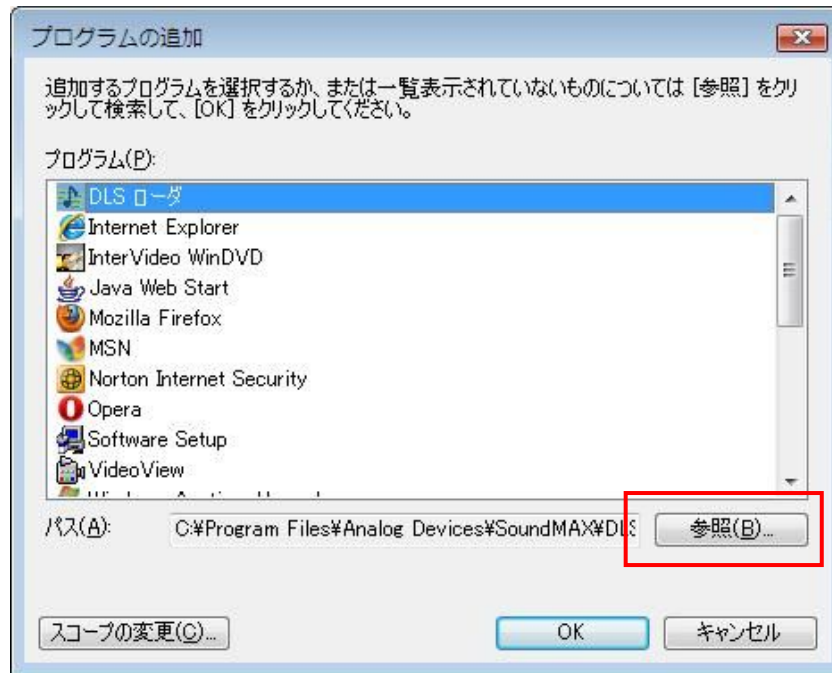 プログラムの追加
追加するプログラムを選択するか、または一覧表示されていないものについては [参照] をクリ
ックして検索して、[OK] をクリックしてください。
プログラム(P):
DLS ローダ
Internet Explorer
InterVideo WinDVD
Java Web Start
Mozilla Firefox
MSN
Norton Internet Security
Opera
Software Setup
VideoView
パス(A):
C:¥Program Files¥Analog Devices¥SoundMAX¥DLS
参照(B)...
スコープの変更(C)...
OK
キャンセル